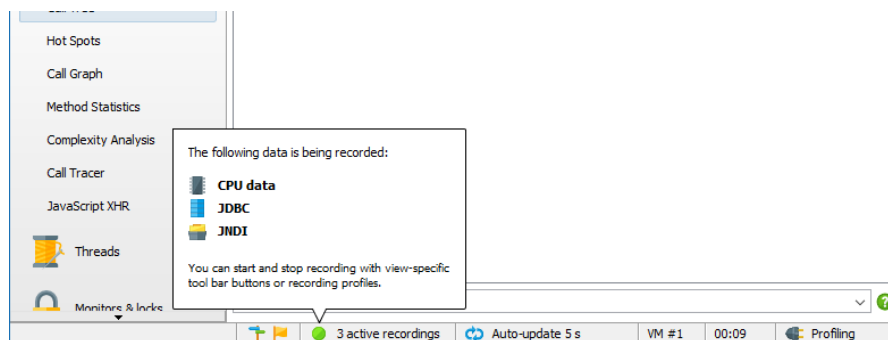 Call Tree
Hot Spots
Call Graph
Method Statistics
Complexity Analysis
Call Tracer
JavaScript XHR
Threads
Monitors & locks
The following data is being recorded:
CPU data
JDBC
JNDI
You can start and stop recording with view-specific
tool bar buttons or recording profiles.
3 active recordings
Auto-update 5 s
VM #1
00:09
Profiling